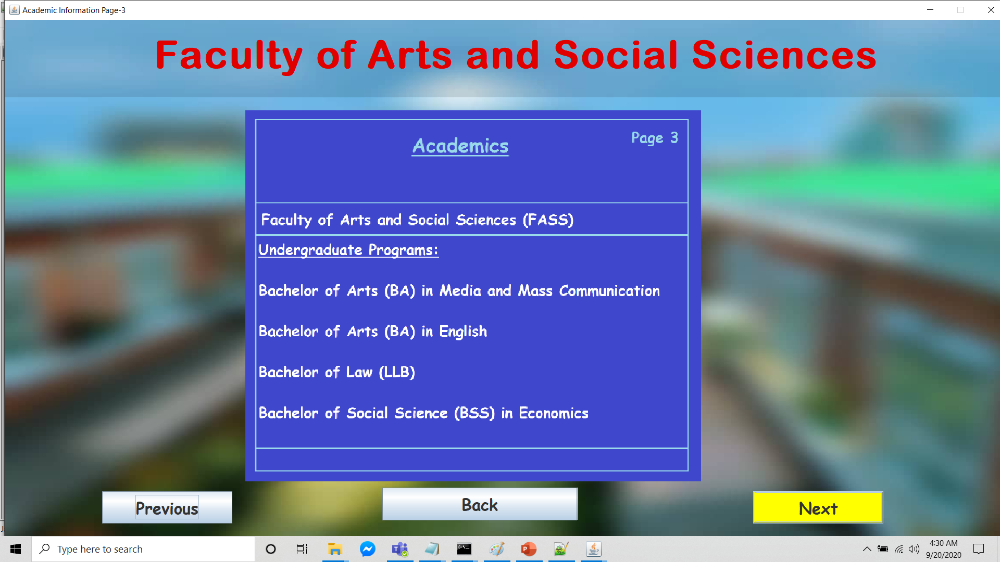 Academic Information Page-3
Faculty of Arts and Social Sciences
Academics
Page 3
Faculty of Arts and Social Sciences (FASS)
Undergraduate Programs:
Bachelor of Arts (BA) in Media and Mass Communication
Bachelor of Arts (BA) in English
Bachelor of Law (LLB)
Bachelor of Social Science (BSS) in Economics
Previous
Back
Next
Type here to search
4:30 AM
9/20/2020